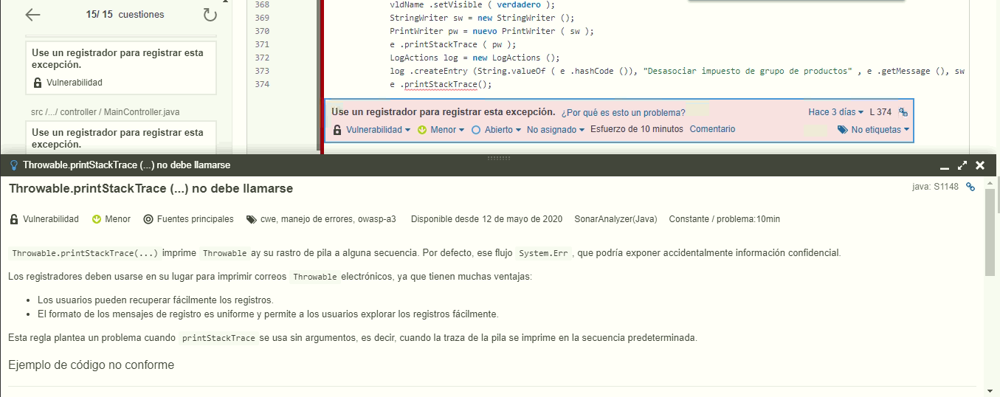 15/ 15 cuestiones
Use un registrador para registrar esta
excepción.
Vulnerabilidad
src /.../ controller / MainController.java
Use un registrador para registrar esta
excepción.
368 vldName .setVisible ( verdadero );
369 StringWriter sw = new StringWriter ();
370 PrintWriter pw = nuevo PrintWriter ( sw );
371 e .printStackTrace ( pw );
372 LogActions log = new LogActions ();
373 log .createEntry (String.valueOf ( e .hashCode ()), "Desasociar impuesto de grupo de productos" , e .getMessage (), sw
374 e .printStackTrace();
Use un registrador para registrar esta excepción. ¿Por qué es esto un problema? Hace 3 días L 374
Vulnerabilidad Menor Abierto No asignado Esfuerzo de 10 minutos Comentario No etiquetas
Throwable.printStackTrace (...) no debe llamarse
Throwable.printStackTrace (...) no debe llamarse java: S1148
Vulnerabilidad Menor Fuentes principales cwe, manejo de errores, owasp-a3 Disponible desde 12 de mayo de 2020 SonarAnalyzer(Java) Constante / problema:10min
Throwable.printStackTrace(...) imprime Throwable ay su rastro de pila a alguna secuencia. Por defecto, ese flujo System.Err , que podría exponer accidentalmente información confidencial.
Los registradores deben usarse en su lugar para imprimir correos Throwable electrónicos, ya que tienen muchas ventajas:
• Los usuarios pueden recuperar fácilmente los registros.
• El formato de los mensajes de registro es uniforme y permite a los usuarios explorar los registros fácilmente.
Esta regla plantea un problema cuando printStackTrace se usa sin argumentos, es decir, cuando la traza de la pila se imprime en la secuencia predeterminada.
Ejemplo de código no conforme